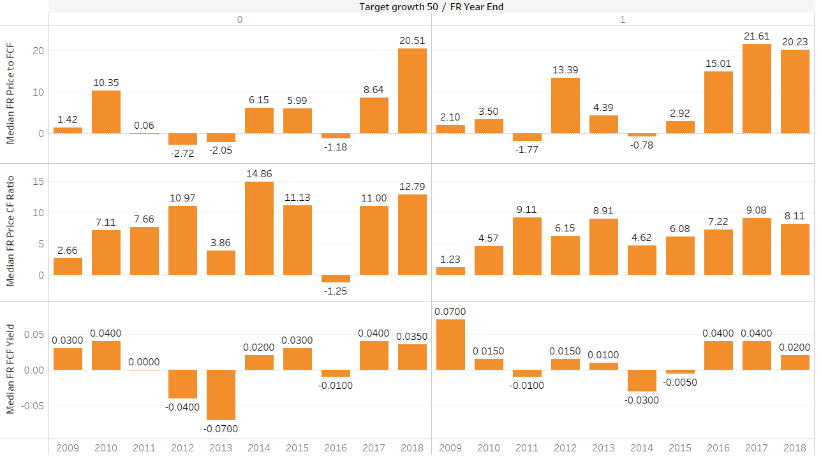 Target growth 50 / FR Year End
0 1
Median FR Price to FCF
20
10
0
1.42 10.35 0.06 -2.72 -2.05 6.15 5.99 -1.18 8.64 20.51
2.10 3.50 -1.77 13.39 4.39 -0.78 2.92 15.01 21.61 20.23
Median FR Price CF Ratio
15
10
5
0
2.66 7.11 7.66 10.97 3.86 14.86 11.13 -1.25 11.00 12.79
1.23 4.57 9.11 6.15 8.91 4.62 6.08 7.22 9.08 8.11
Median FR FCF Yield
0.05
0.00
-0.05
0.0300 0.0400 0.0000 -0.0400 -0.0700 0.0200 0.0300 -0.0100 0.0400 0.0350
0.0700 0.0150 -0.0100 0.0150 0.0100 -0.0300 -0.0050 0.0400 0.0400 0.0200
2009 2010 2011 2012 2013 2014 2015 2016 2017 2018 2009 2010 2011 2012 2013 2014 2015 2016 2017 2018